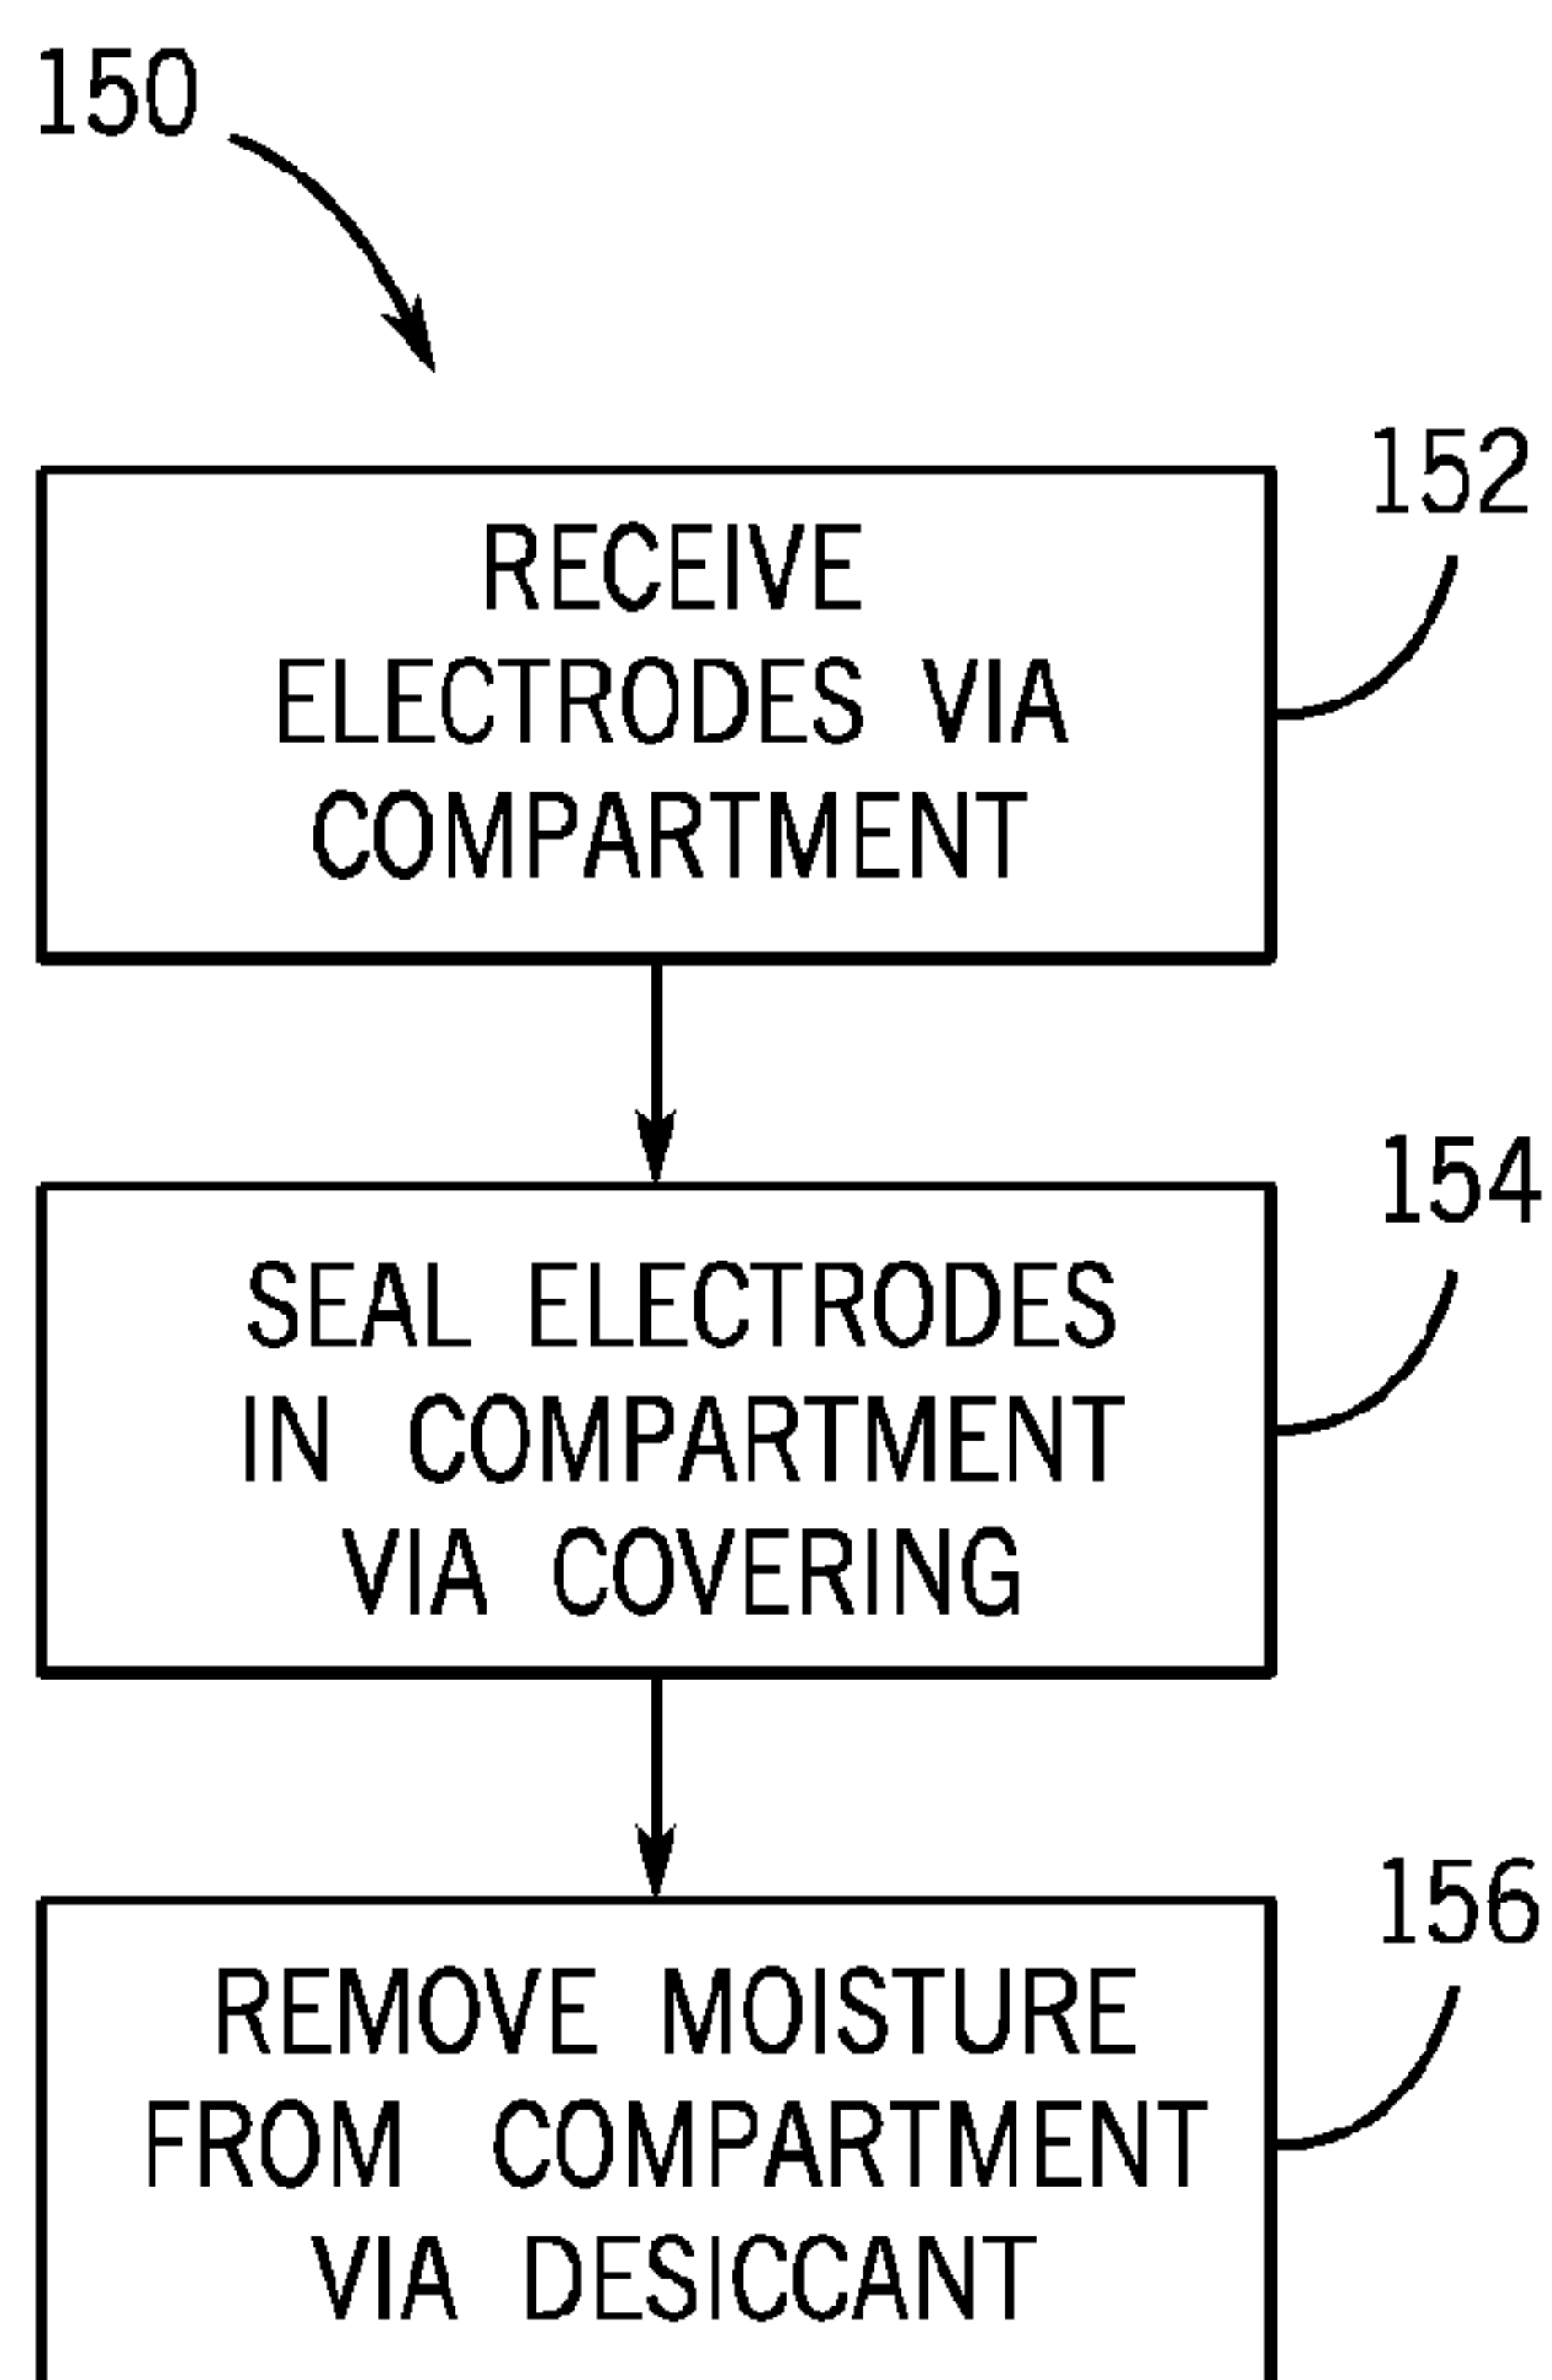 150
152
RECEIVE
ELECTRODES VIA
COMPARTMENT
154
SEAL ELECTRODES
IN COMPARTMENT
VIA COVERING
156
REMOVE MOISTURE
FROM COMPARTMENT
VIA DESICCANT